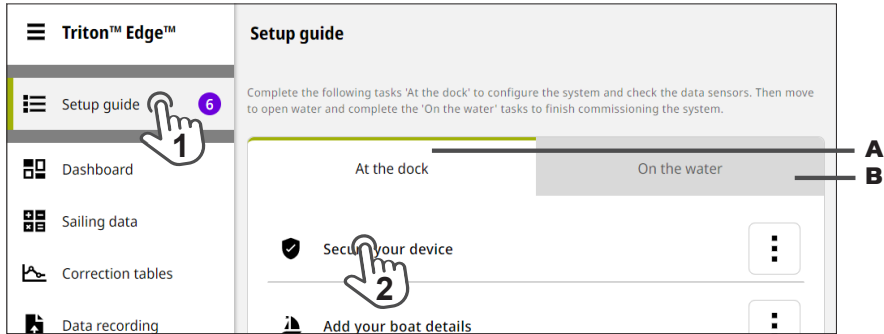 Triton™ Edge™
Setup guide
Setup guide
6
1
Complete the following tasks 'At the dock' to configure the system and check the data sensors. Then move
to open water and complete the 'On the water' tasks to finish commissioning the system.
Dashboard
Sailing data
Correction tables
Data recording
At the dock
On the water
A
B
Secure your device
2
Add your boat details